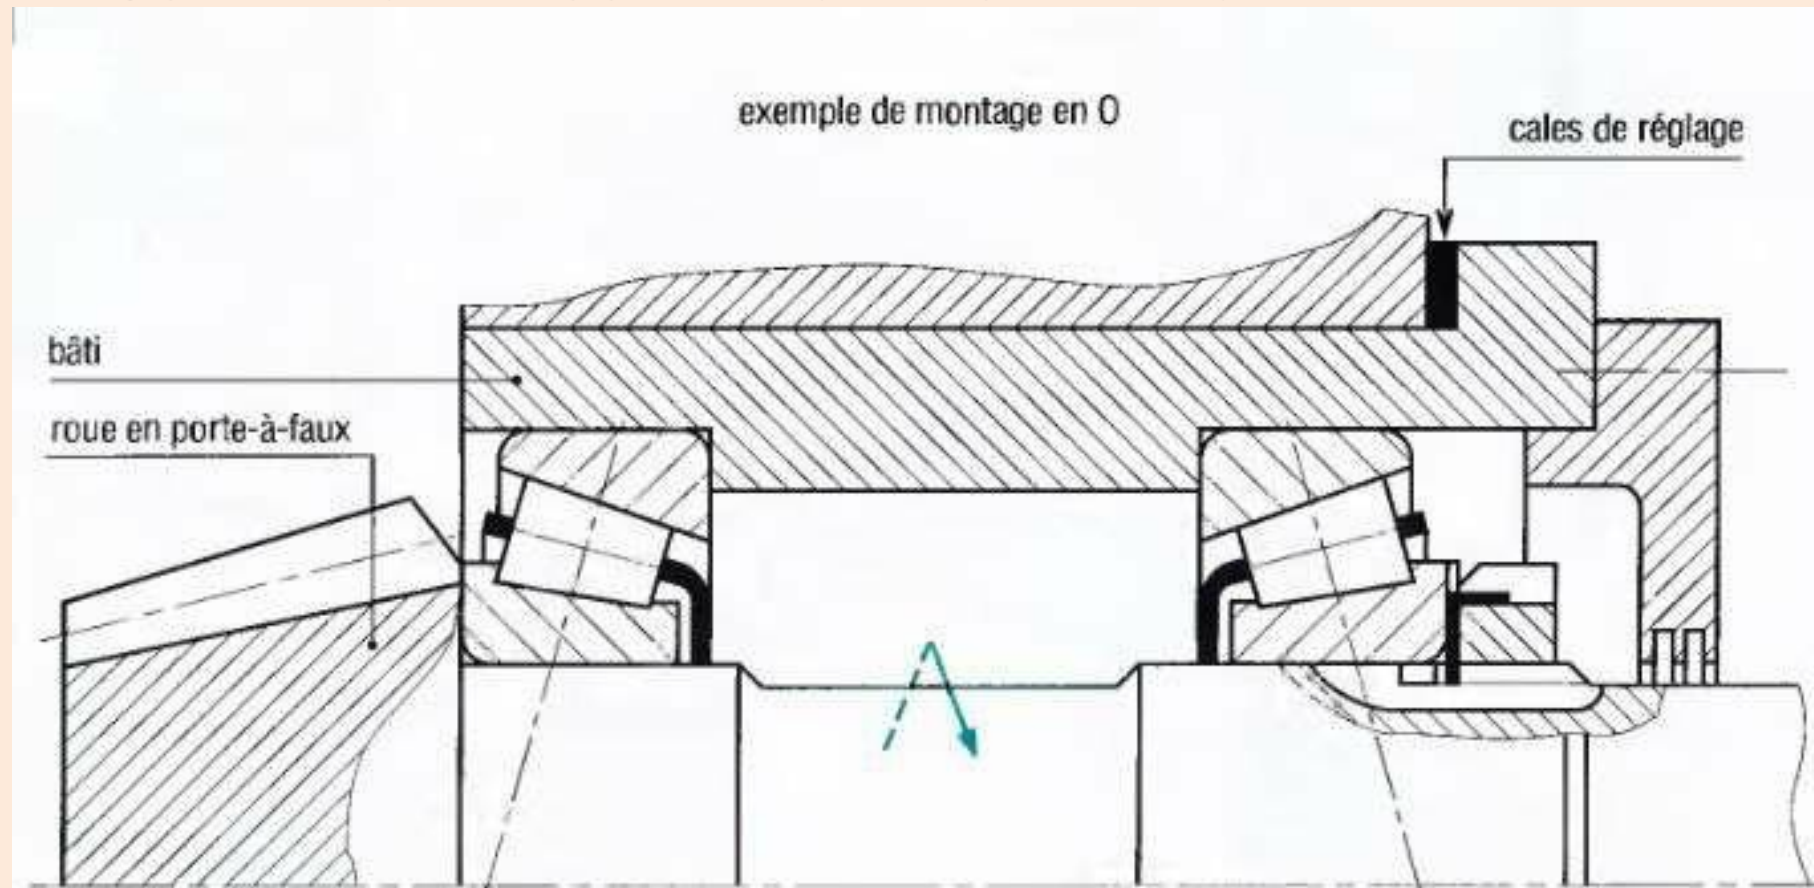 exemple de montage en O
cales de réglage
bâti
roue en porte-à-faux